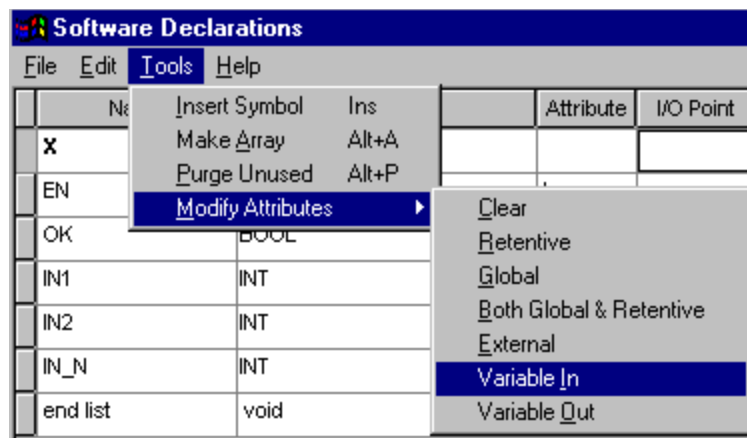 Software Declarations
File Edit Tools Help
Na Attribute I/O Point
Insert Symbol Ins
Make Array Alt+A
Purge Unused Alt+P
Modify Attributes
Clear
Retentive
Global
Both Global & Retentive
External
Variable In
Variable Out
X
EN
OK BOOL
IN1 INT
IN2 INT
IN_N INT
end list void